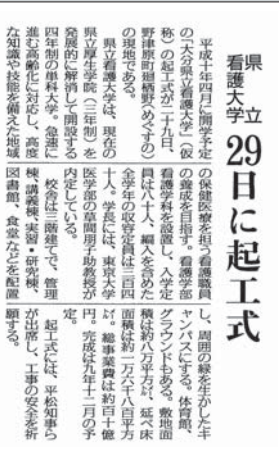 県立
看護大学
29日に起工式
平成十年四月に開学予定
の「大分県立看護大学」（仮
称）の起工式が二十九日、
野津原町廻栖野（めぐすの）
の現地である。
県立看護大学は、現在の
県立厚生学院（三年制）を
発展的に解消して開設する
四年制の単科大学。急速に
進む高齢化に対応し、高度
な知識や技能を備えた地域
の保健医療を担う看護職員
の養成を目指す。看護学部
看護学科を設置し、入学定
員は八十人、編入を含めた
全学年の収容定員は三百四
十人。学長には、東京大学
医学部の草間朋子助教授が
内定している。
校舎は三階建てで、管理
棟、講義棟、実習・研究棟、
図書館、食堂などを配置
し、周囲の緑を生かしたキ
ャンパスにする。体育館、
グラウンドもある。敷地面
積は約八万平方㍍、延べ床
面積は約一万六千八百平方
㍍。総事業費は約百十億
円。完成は九年十二月の予
定。
起工式には、平松知事ら
が出席し、工事の安全を祈
願する。